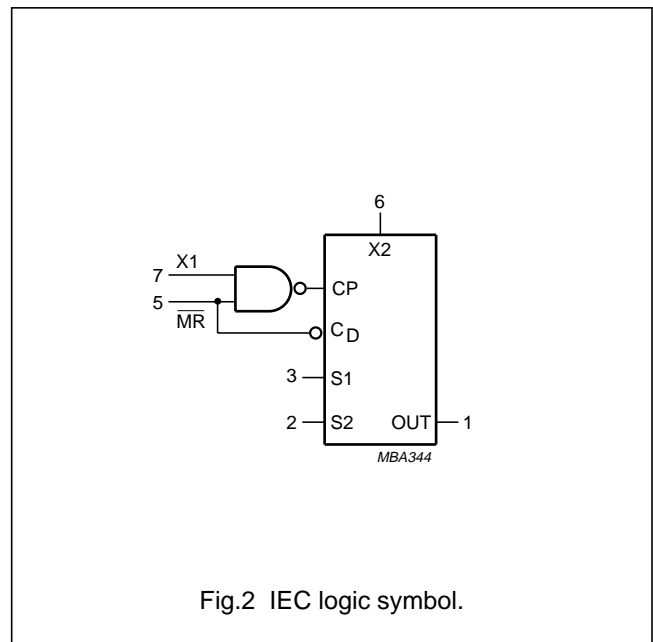 6
X2
7 X1
CP
5
M̅R̅
CD
3 S1
2 S2 OUT 1
MBA344
Fig.2 IEC logic symbol.